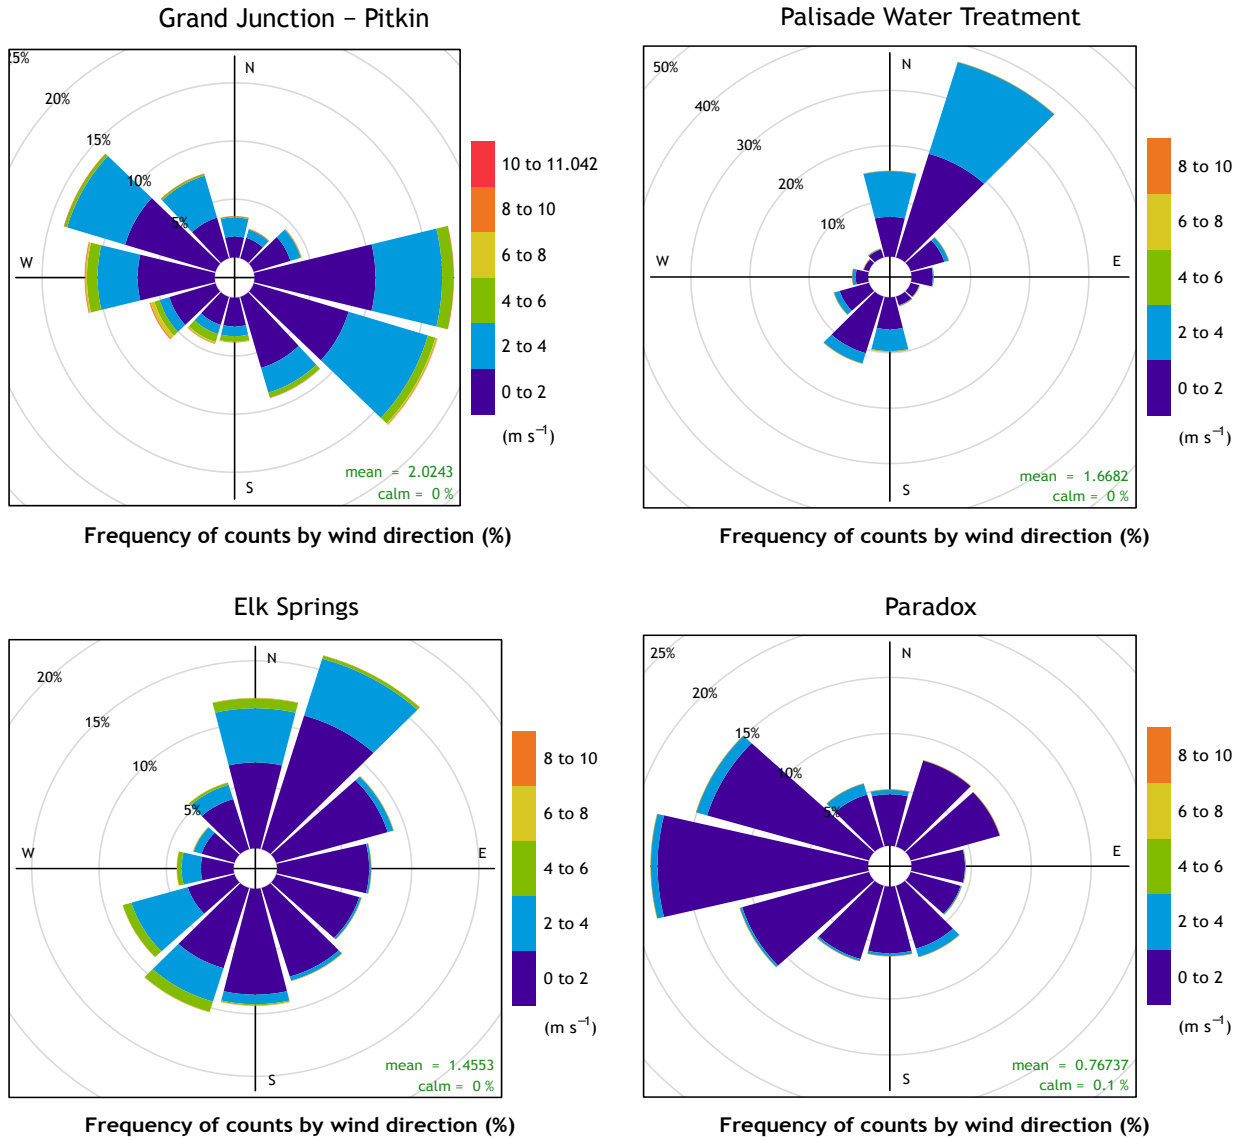 Grand Junction − Pitkin
25%
20%
15%
10%
5%
N
W
S
10 to 11.042
8 to 10
6 to 8
4 to 6
2 to 4
0 to 2
(m s⁻¹)
mean = 2.0243
calm = 0 %
Frequency of counts by wind direction (%)
Palisade Water Treatment
50%
40%
30%
20%
10%
N
W
E
S
8 to 10
6 to 8
4 to 6
2 to 4
0 to 2
(m s⁻¹)
mean = 1.6682
calm = 0 %
Frequency of counts by wind direction (%)
Elk Springs
20%
15%
10%
5%
N
W
E
S
8 to 10
6 to 8
4 to 6
2 to 4
0 to 2
(m s⁻¹)
mean = 1.4553
calm = 0 %
Frequency of counts by wind direction (%)
Paradox
25%
20%
15%
10%
5%
N
W
E
S
8 to 10
6 to 8
4 to 6
2 to 4
0 to 2
(m s⁻¹)
mean = 0.76737
calm = 0.1 %
Frequency of counts by wind direction (%)